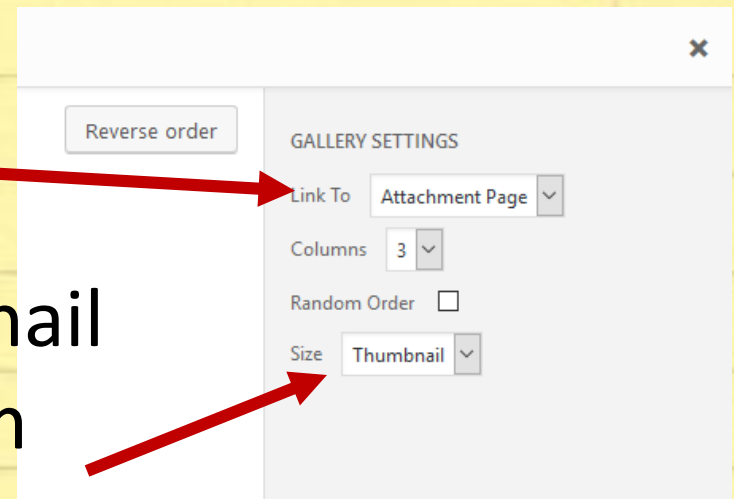 Reverse order
GALLERY SETTINGS
Link To Attachment Page
Columns 3
Random Order
Size Thumbnail